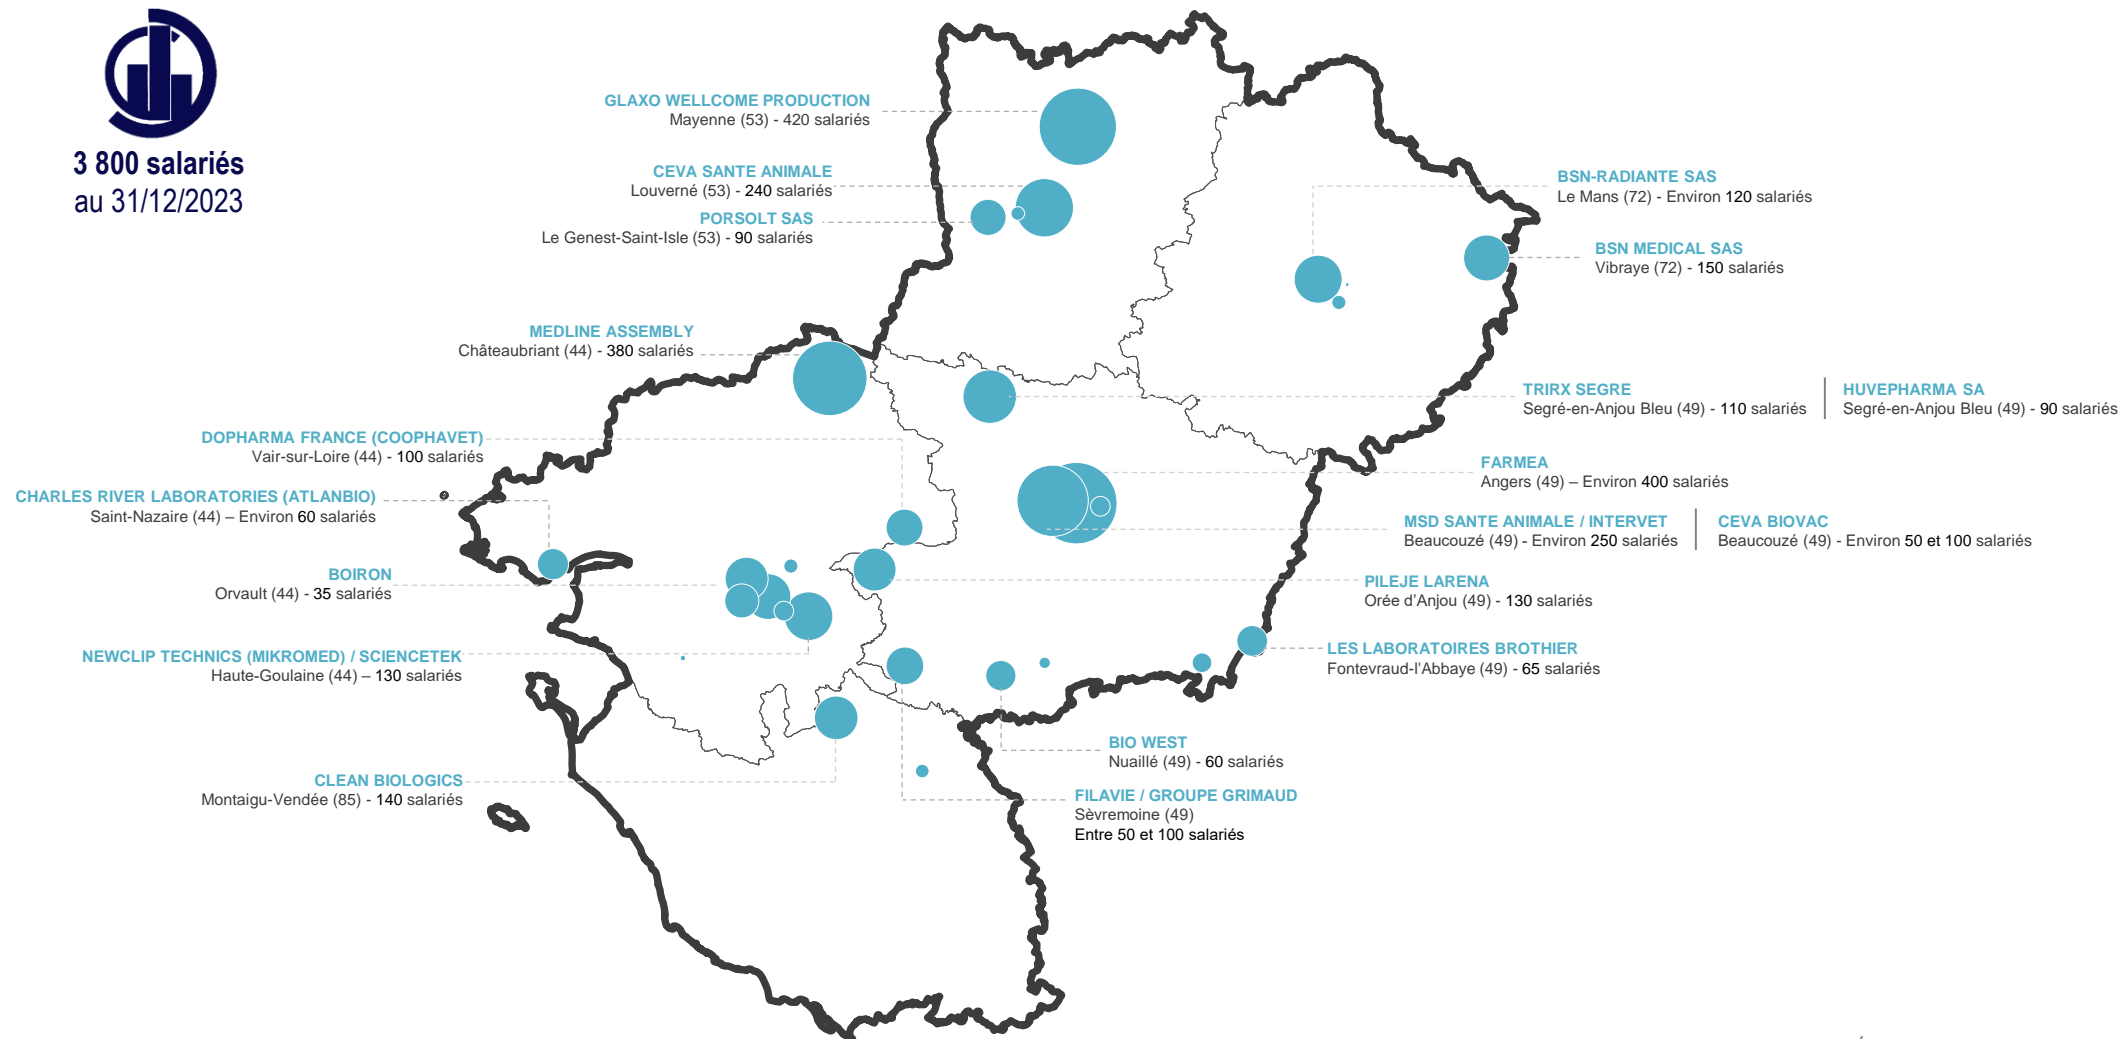 3 800 salariés
au 31/12/2023
GLAXO WELLCOME PRODUCTION
Mayenne (53) - 420 salariés
CEVA SANTE ANIMALE
Louverné (53) - 240 salariés
PORSOLT SAS
Le Genest-Saint-Isle (53) - 90 salariés
MEDLINE ASSEMBLY
Châteaubriant (44) - 380 salariés
DOPHARMA FRANCE (COOPHAVET)
Vair-sur-Loire (44) - 100 salariés
CHARLES RIVER LABORATORIES (ATLANBIO)
Saint-Nazaire (44) – Environ 60 salariés
BOIRON
Orvault (44) - 35 salariés
NEWCLIP TECHNICS (MIKROMED) / SCIENCETEK
Haute-Goulaine (44) – 130 salariés
CLEAN BIOLOGICS
Montaigu-Vendée (85) - 140 salariés
BSN-RADIANTE SAS
Le Mans (72) - Environ 120 salariés
BSN MEDICAL SAS
Vibraye (72) - 150 salariés
TRIRX SEGRE
Segré-en-Anjou Bleu (49) - 110 salariés
HUVEPHARMA SA
Segré-en-Anjou Bleu (49) - 90 salariés
FARMEA
Angers (49) – Environ 400 salariés
MSD SANTE ANIMALE / INTERVET
Beaucouzé (49) - Environ 250 salariés
CEVA BIOVAC
Beaucouzé (49) - Environ 50 et 100 salariés
PILEJE LARENA
Orée d'Anjou (49) - 130 salariés
LES LABORATOIRES BROTHIER
Fontevraud-l'Abbaye (49) - 65 salariés
BIO WEST
Nuaillé (49) - 60 salariés
FILAVIE / GROUPE GRIMAUD
Sèvremoine (49)
Entre 50 et 100 salariés